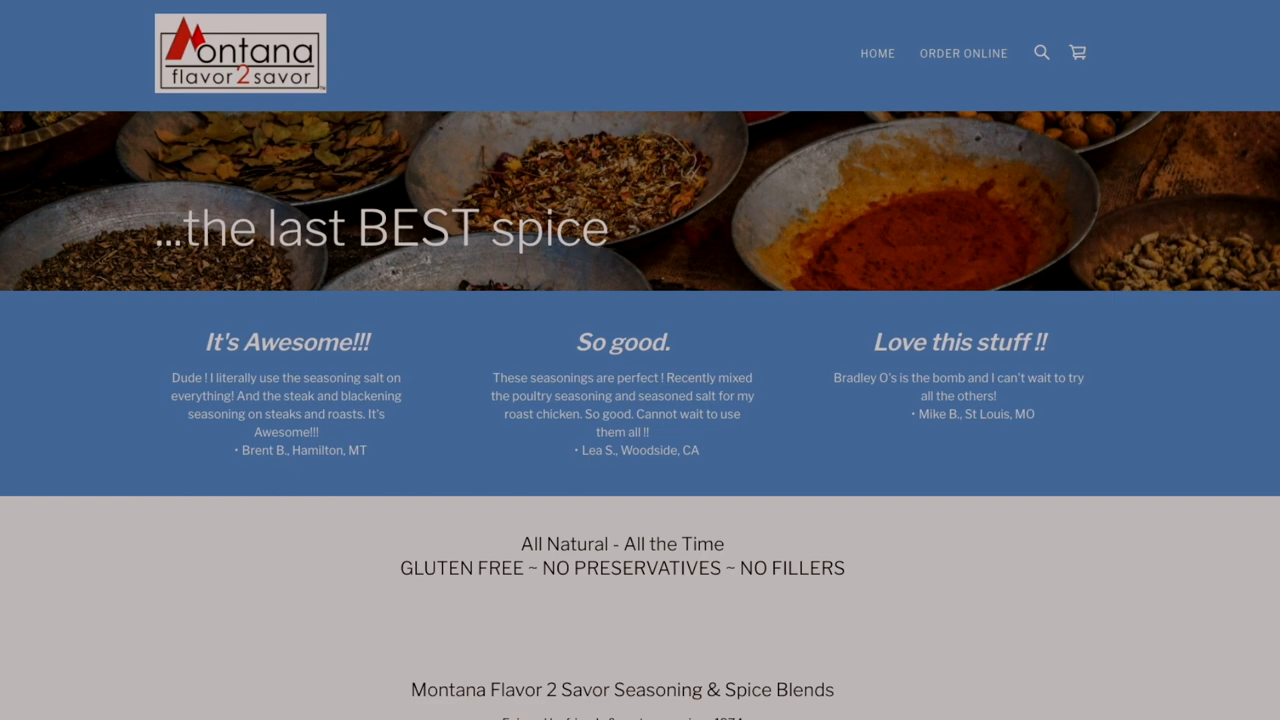 Montana
flavor2savor
HOME
ORDER ONLINE
...the last BEST spice
It's Awesome!!!
Dude ! I literally use the seasoning salt on
everything! And the steak and blackening
seasoning on steaks and roasts. It's
Awesome!!!
• Brent B., Hamilton, MT
So good.
These seasonings are perfect ! Recently mixed
the poultry seasoning and seasoned salt for my
roast chicken. So good. Cannot wait to use
them all !!
• Lea S., Woodside, CA
Love this stuff !!
Bradley O's is the bomb and I can't wait to try
all the others!
• Mike B., St Louis, MO
All Natural - All the Time
GLUTEN FREE ~ NO PRESERVATIVES ~ NO FILLERS
Montana Flavor 2 Savor Seasoning & Spice Blends